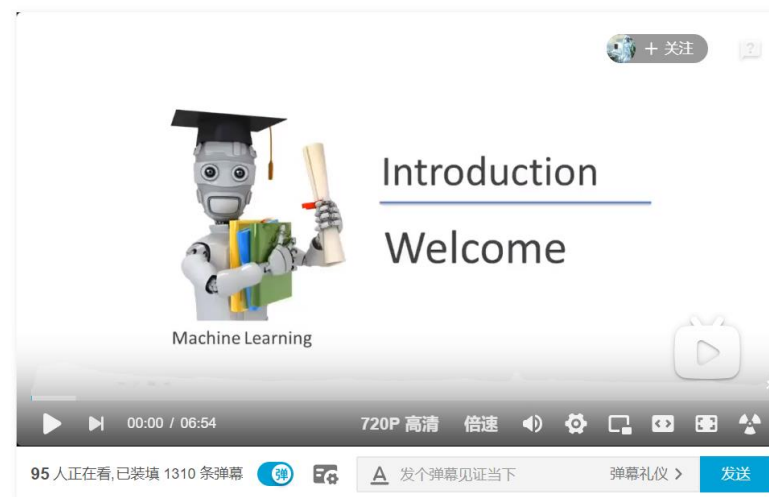 + 关注
?
Introduction
Welcome
Machine Learning
00:00 / 06:54
720P 高清
倍速
95 人正在看,已装填 1310 条弹幕
弹
A
发个弹幕见证当下
弹幕礼仪 >
发送